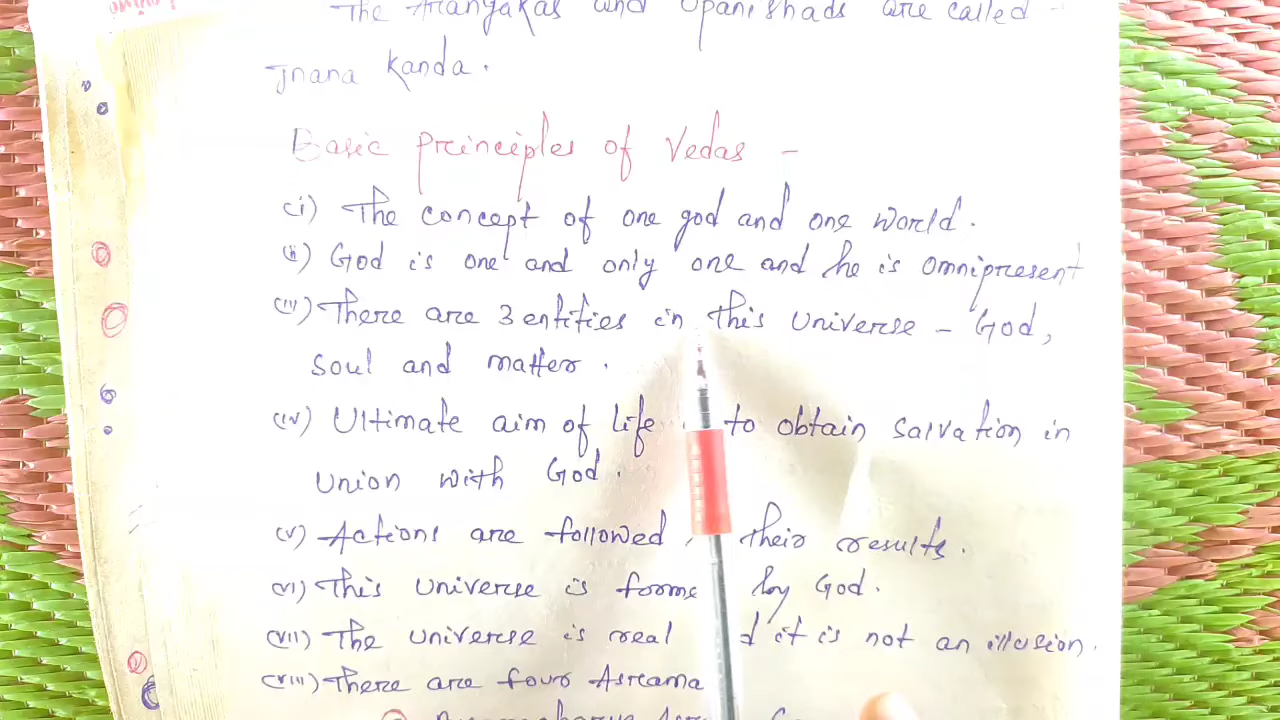 The Aranyakas and Upanishads are called -
Jnana Kanda.
Basic principles of Vedas -
(i) The concept of one god and one world.
(ii) God is one and only one and he is omnipresent
(iii) There are 3 entities in this universe - God,
soul and matter.
(iv) Ultimate aim of life to obtain salvation in
union with God.
(v) Actions are followed their results.
(vi) This universe is forme by God.
(vii) The universe is real d it is not an illusion.
(viii) There are four Asrama